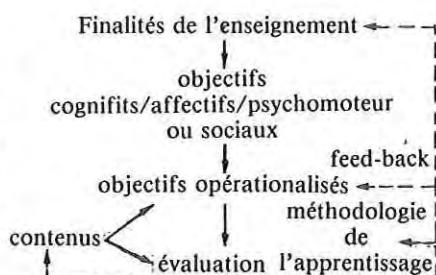 Finalités de l'enseignement
objectifs
cognifits/affectifs/psychomoteur
ou sociaux
feed-back
objectifs opérationalisés
méthodologie
contenus
de
évaluation l'apprentissage